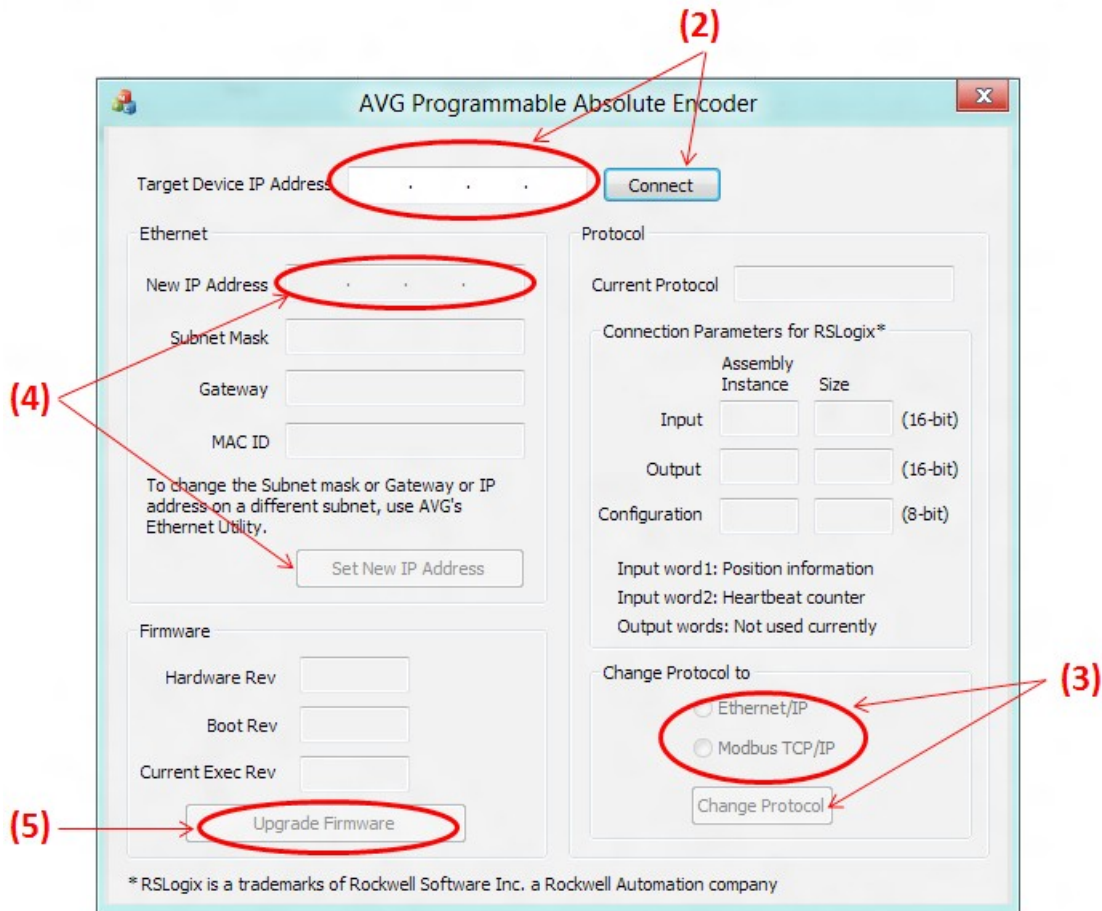 (2)
AVG Programmable Absolute Encoder
x
Target Device IP Address . . . Connect
Ethernet
New IP Address . . .
Subnet Mask
Gateway
(4)
MAC ID
To change the Subnet mask or Gateway or IP
address on a different subnet, use AVG's
Ethernet Utility.
Set New IP Address
Firmware
Hardware Rev
Boot Rev
Current Exec Rev
(5)
Upgrade Firmware
Protocol
Current Protocol
Connection Parameters for RSLogix*
Assembly
Instance Size
Input (16-bit)
Output (16-bit)
Configuration (8-bit)
Input word1: Position information
Input word2: Heartbeat counter
Output words: Not used currently
Change Protocol to
(3)
Ethernet/IP
Modbus TCP/IP
Change Protocol
* RSLogix is a trademarks of Rockwell Software Inc. a Rockwell Automation company